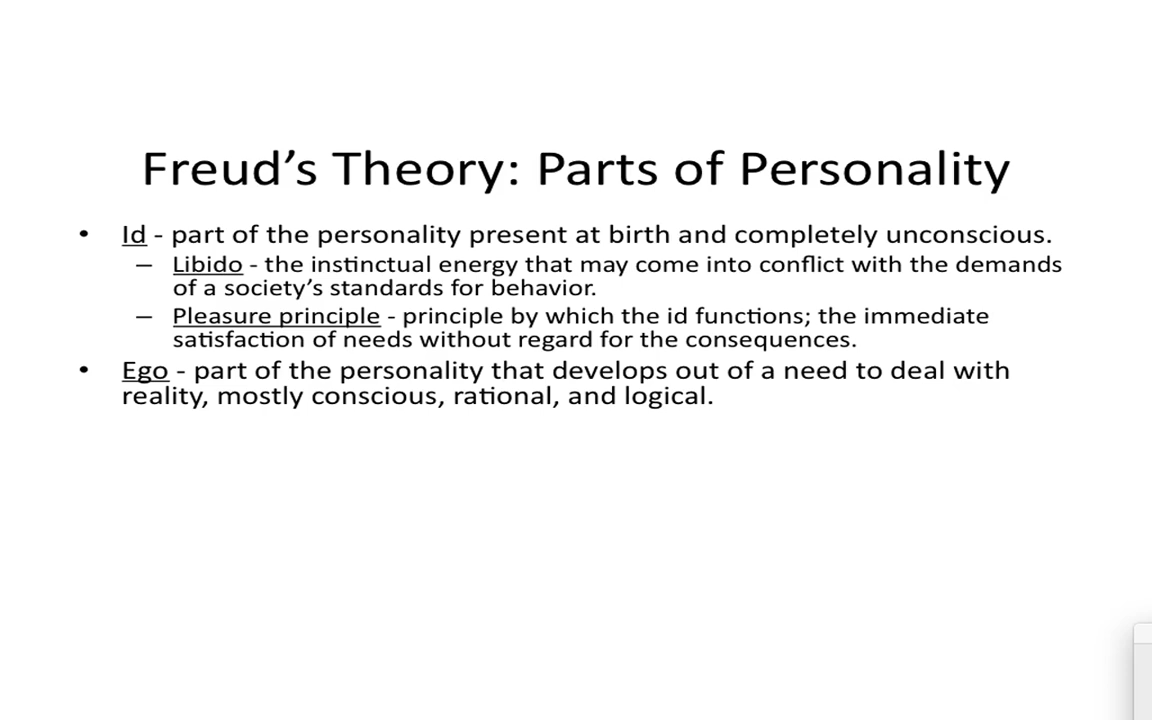 Freud’s Theory: Parts of Personality
• Id - part of the personality present at birth and completely unconscious.
– Libido - the instinctual energy that may come into conflict with the demands
of a society’s standards for behavior.
– Pleasure principle - principle by which the id functions; the immediate
satisfaction of needs without regard for the consequences.
• Ego - part of the personality that develops out of a need to deal with
reality, mostly conscious, rational, and logical.